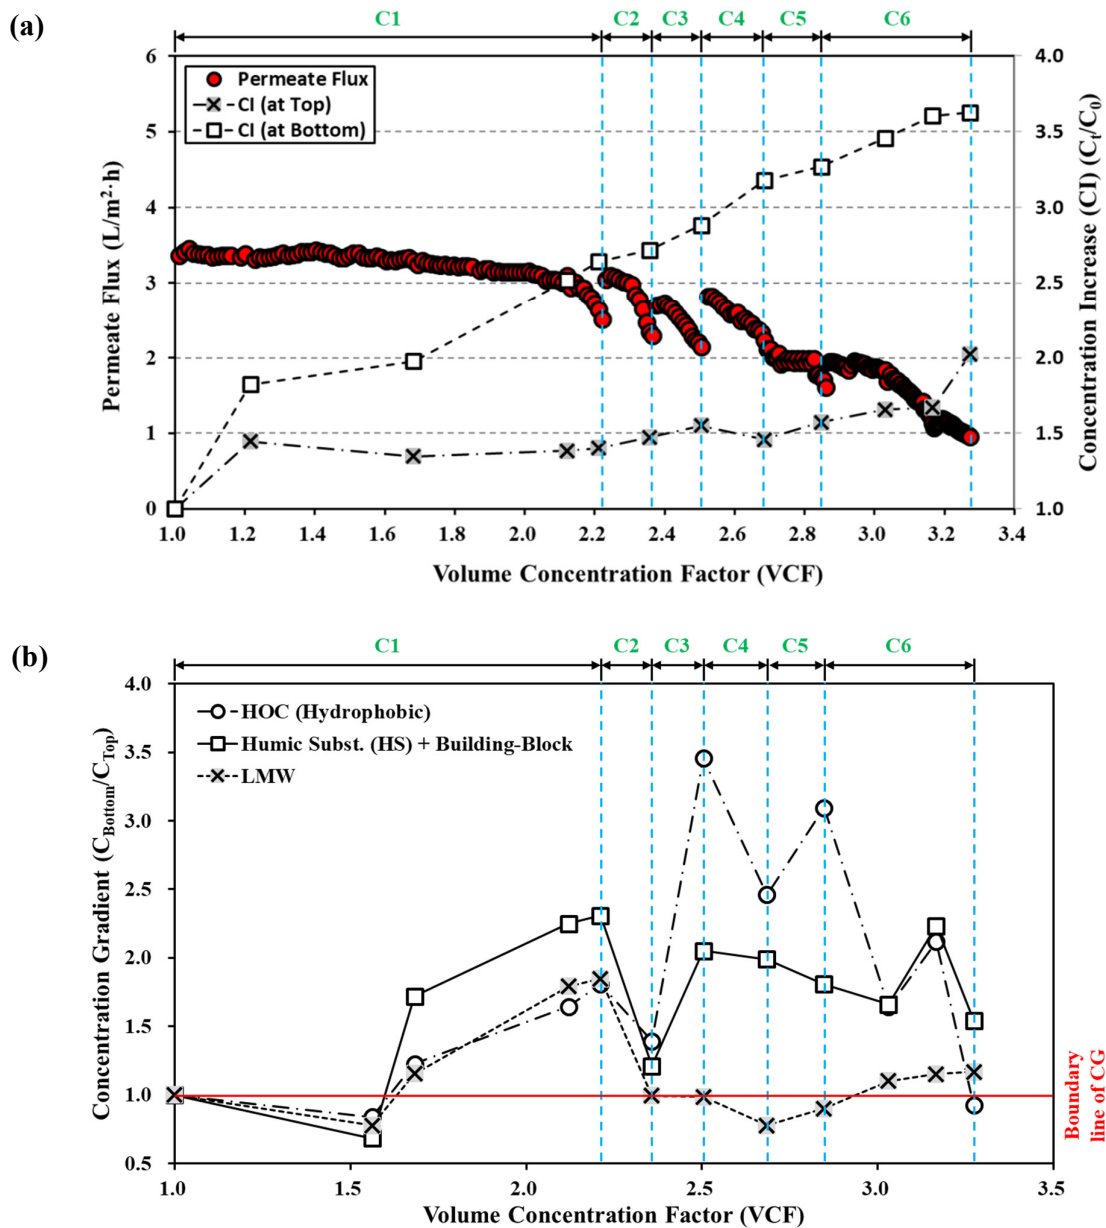 (a)
C1 C2 C3 C4 C5 C6
Permeate Flux
CI (at Top)
CI (at Bottom)
6
5
4
3
2
1
0
Permeate Flux (L/m²·h)
4.0
3.5
3.0
2.5
2.0
1.5
1.0
Concentration Increase (CI) (Ct/C0)
1.0 1.2 1.4 1.6 1.8 2.0 2.2 2.4 2.6 2.8 3.0 3.2 3.4
Volume Concentration Factor (VCF)
(b)
C1 C2 C3 C4 C5 C6
HOC (Hydrophobic)
Humic Subst. (HS) + Building-Block
LMW
4.0
3.5
3.0
2.5
2.0
1.5
1.0
0.5
Concentration Gradient (CBottom/CTop)
Boundary
line of CG
1.0 1.5 2.0 2.5 3.0 3.5
Volume Concentration Factor (VCF)